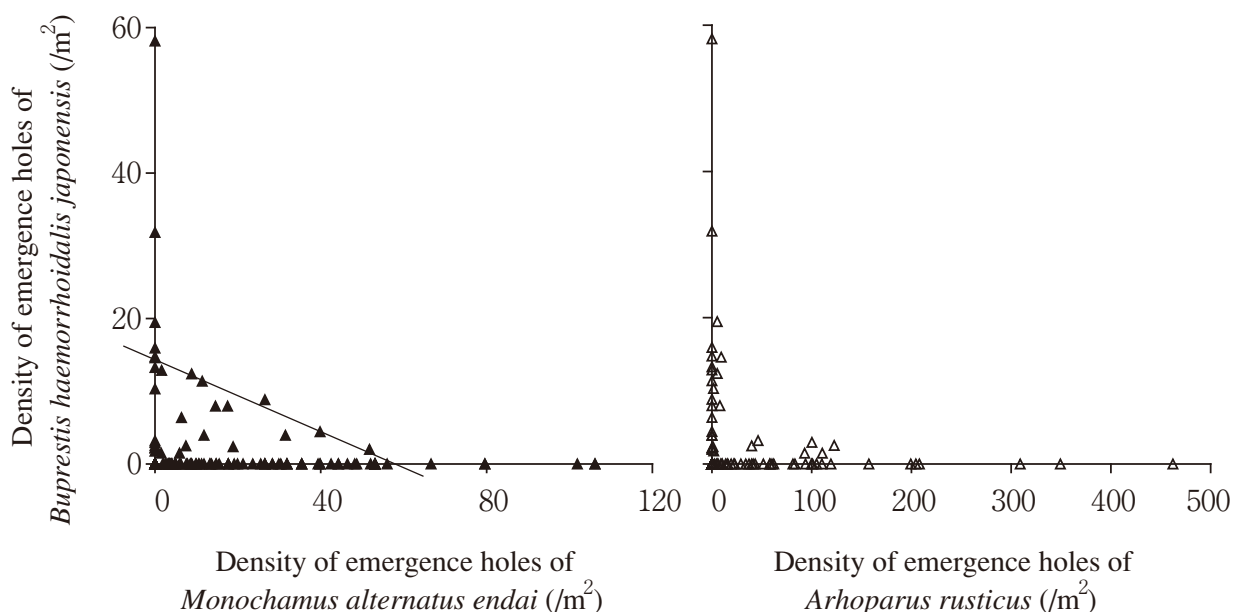 Density of emergence holes of
Buprestis haemorrhoidalis japonensis (/m²)
60
40
20
0
0 40 80 120
Density of emergence holes of
Monochamus alternatus endai (/m²)
0 100 200 300 400 500
Density of emergence holes of
Arhoparus rusticus (/m²)